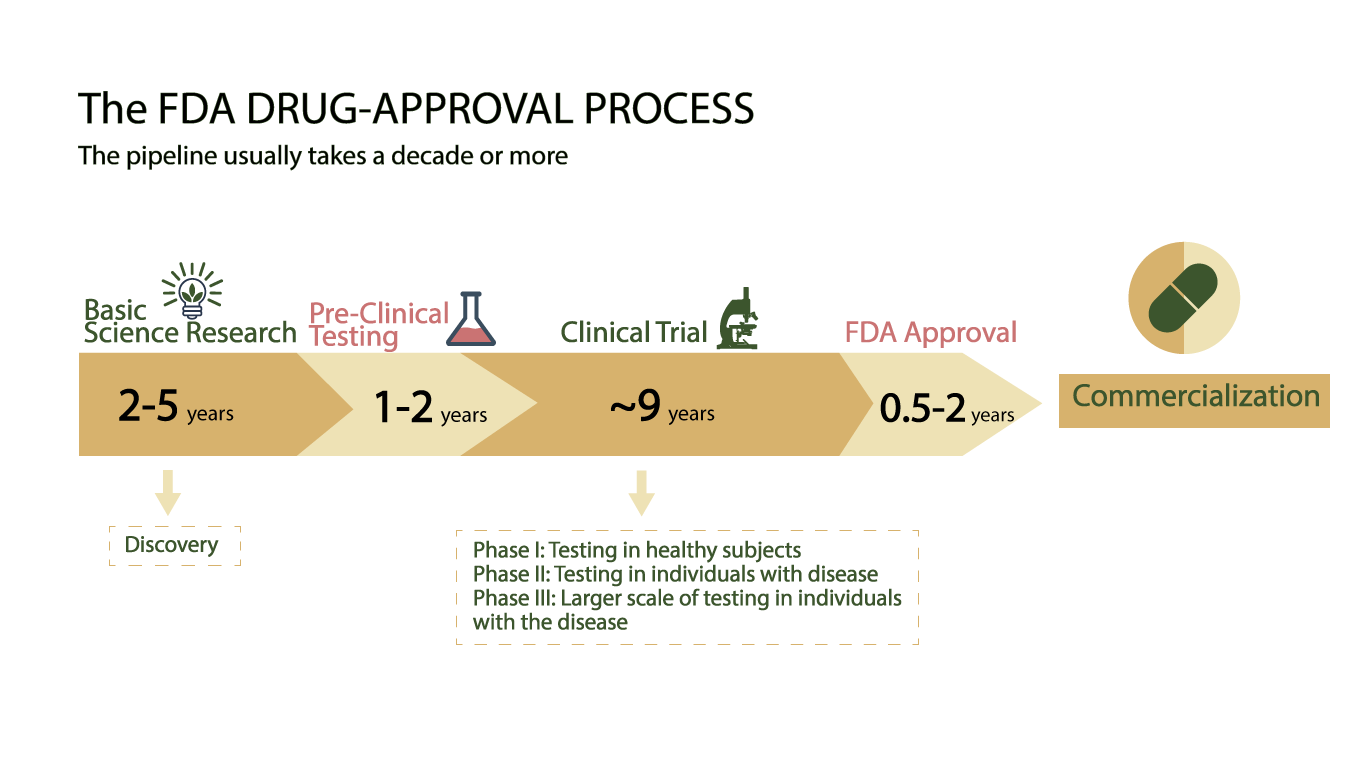 The FDA DRUG-APPROVAL PROCESS
The pipeline usually takes a decade or more
Basic
Science Research
Pre-Clinical
Testing
Clinical Trial
FDA Approval
2-5 years
1-2 years
~9 years
0.5-2 years
Commercialization
Discovery
Phase I: Testing in healthy subjects
Phase II: Testing in individuals with disease
Phase III: Larger scale of testing in individuals
with the disease